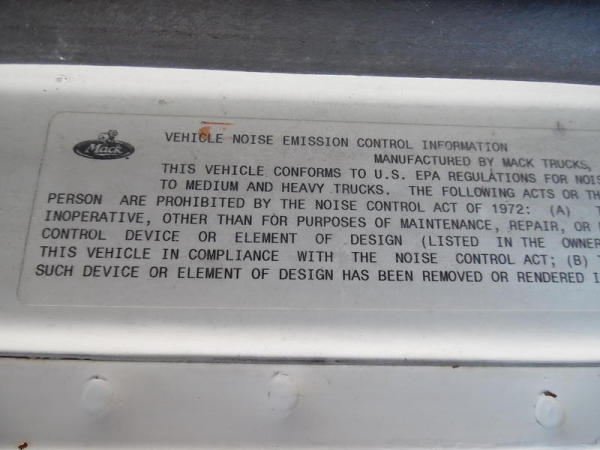 Mack
VEHICLE NOISE EMISSION CONTROL INFORMATION
MANUFACTURED BY MACK TRUCKS,
THIS VEHICLE CONFORMS TO U.S. EPA REGULATIONS FOR NOIS
TO MEDIUM AND HEAVY TRUCKS. THE FOLLOWING ACTS OR TH
PERSON ARE PROHIBITED BY THE NOISE CONTROL ACT OF 1972: (A) T
INOPERATIVE, OTHER THAN FOR PURPOSES OF MAINTENANCE, REPAIR, OR
CONTROL DEVICE OR ELEMENT OF DESIGN (LISTED IN THE OWNER
THIS VEHICLE IN COMPLIANCE WITH THE NOISE CONTROL ACT; (B) T
SUCH DEVICE OR ELEMENT OF DESIGN HAS BEEN REMOVED OR RENDERED I